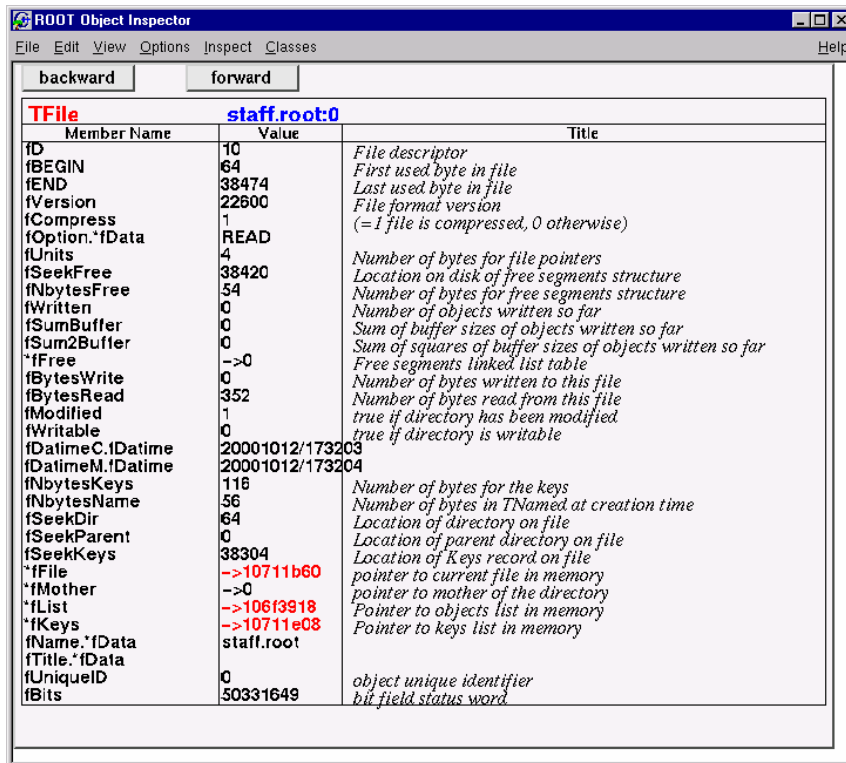 ROOT Object Inspector
File Edit View Options Inspect Classes Help
backward forward
TFile staff.root:0
Member Name Value Title
fD 10 File descriptor
fBEGIN 64 First used byte in file
fEND 38474 Last used byte in file
fVersion 22600 File format version
fCompress 1 (=1 file is compressed, 0 otherwise)
fOption.*fData READ
fUnits 4 Number of bytes for file pointers
fSeekFree 38420 Location on disk of free segments structure
fNbytesFree 54 Number of bytes for free segments structure
fWritten 0 Number of objects written so far
fSumBuffer 0 Sum of buffer sizes of objects written so far
fSum2Buffer 0 Sum of squares of buffer sizes of objects written so far
*fFree ->0 Free segments linked list table
fBytesWrite 0 Number of bytes written to this file
fBytesRead 352 Number of bytes read from this file
fModified 1 true if directory has been modified
fWritable 0 true if directory is writable
fDatimeC.fDatime 20001012/173203
fDatimeM.fDatime 20001012/173204
fNbytesKeys 116 Number of bytes for the keys
fNbytesName 56 Number of bytes in TNamed at creation time
fSeekDir 64 Location of directory on file
fSeekParent 0 Location of parent directory on file
fSeekKeys 38304 Location of Keys record on file
*fFile ->10711b60 pointer to current file in memory
*fMother ->0 pointer to mother of the directory
*fList ->106f3918 Pointer to objects list in memory
*fKeys ->10711e08 Pointer to keys list in memory
fName.*fData staff.root
fTitle.*fData
fUniqueID 0 object unique identifier
fBits 50331649 bit field status word